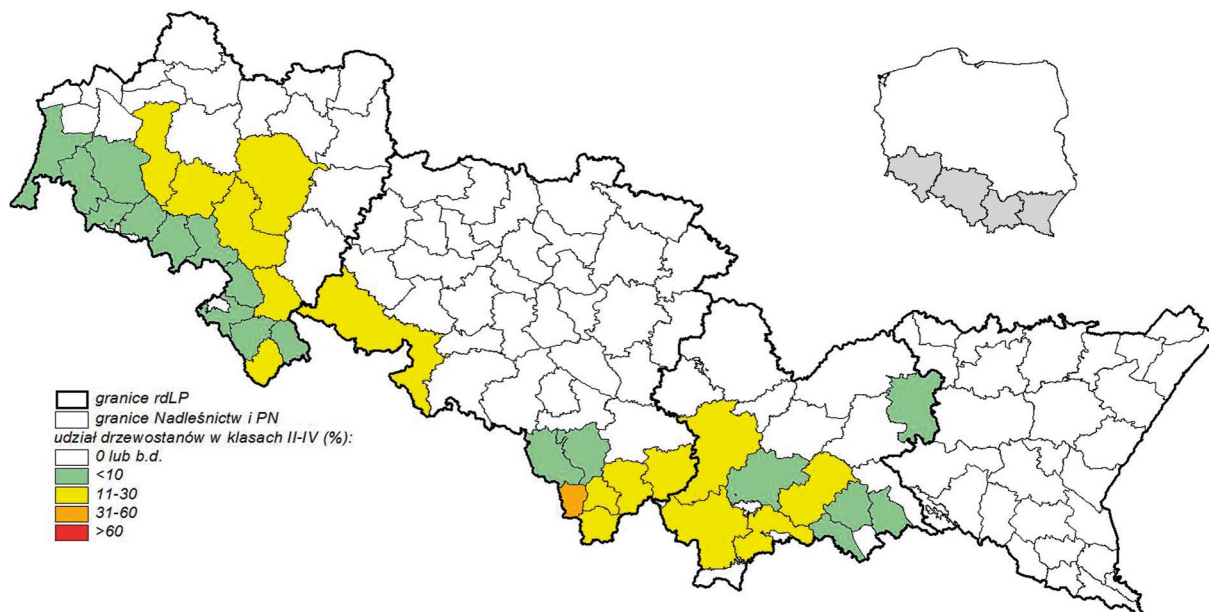 granice rdLP
granice Nadleśnictw i PN
udział drzewostanów w klasach II-IV (%):
0 lub b.d.
<10
11-30
31-60
>60